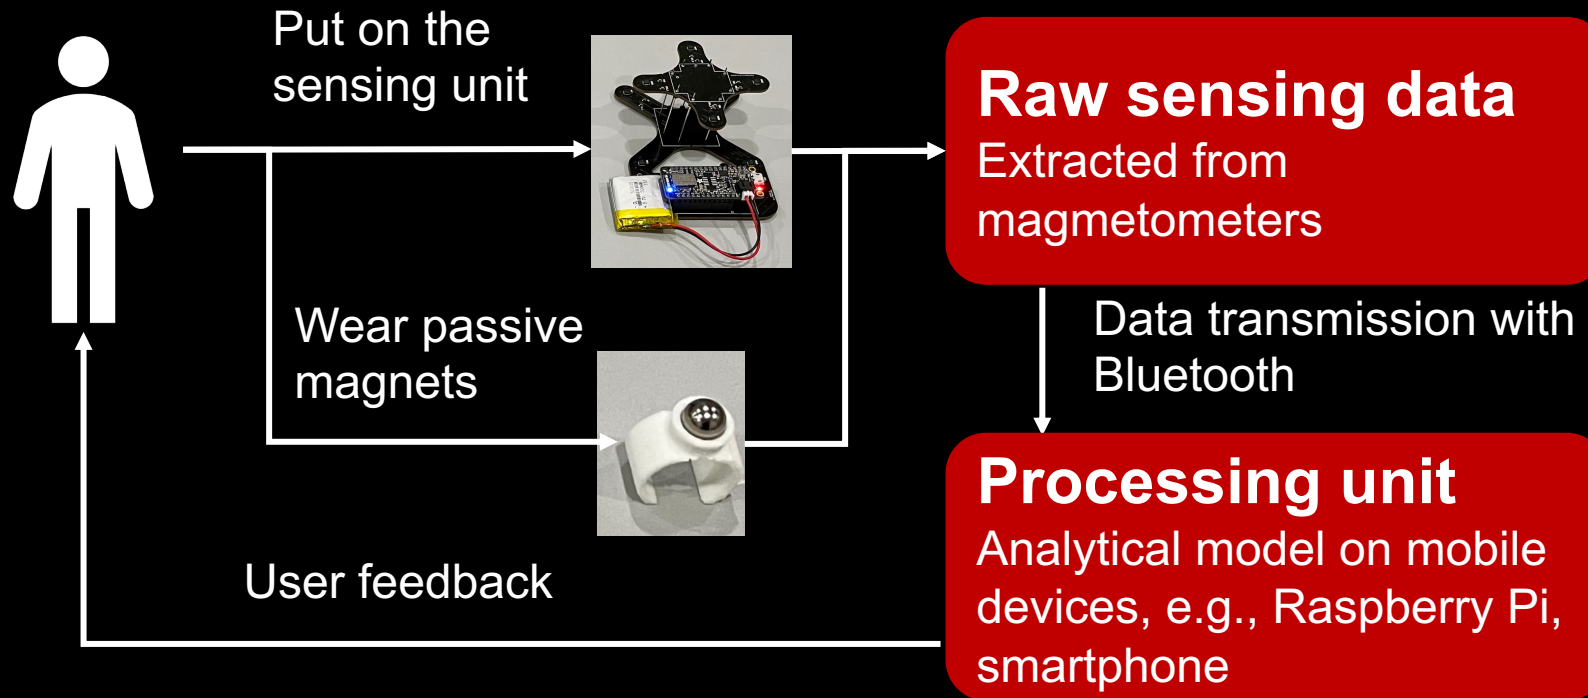 Put on the
sensing unit
Raw sensing data
Extracted from
magmetometers
Wear passive
magnets
Data transmission with
Bluetooth
Processing unit
Analytical model on mobile
devices, e.g., Raspberry Pi,
smartphone
User feedback